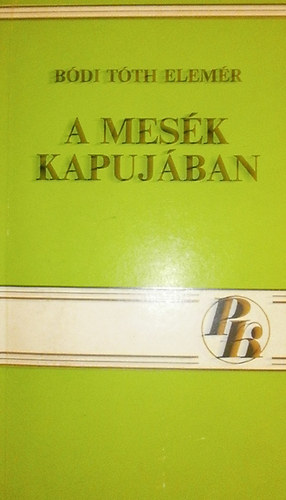 BÓDI TÓTH ELEMÉR
A MESÉK
KAPUJÁBAN
PK